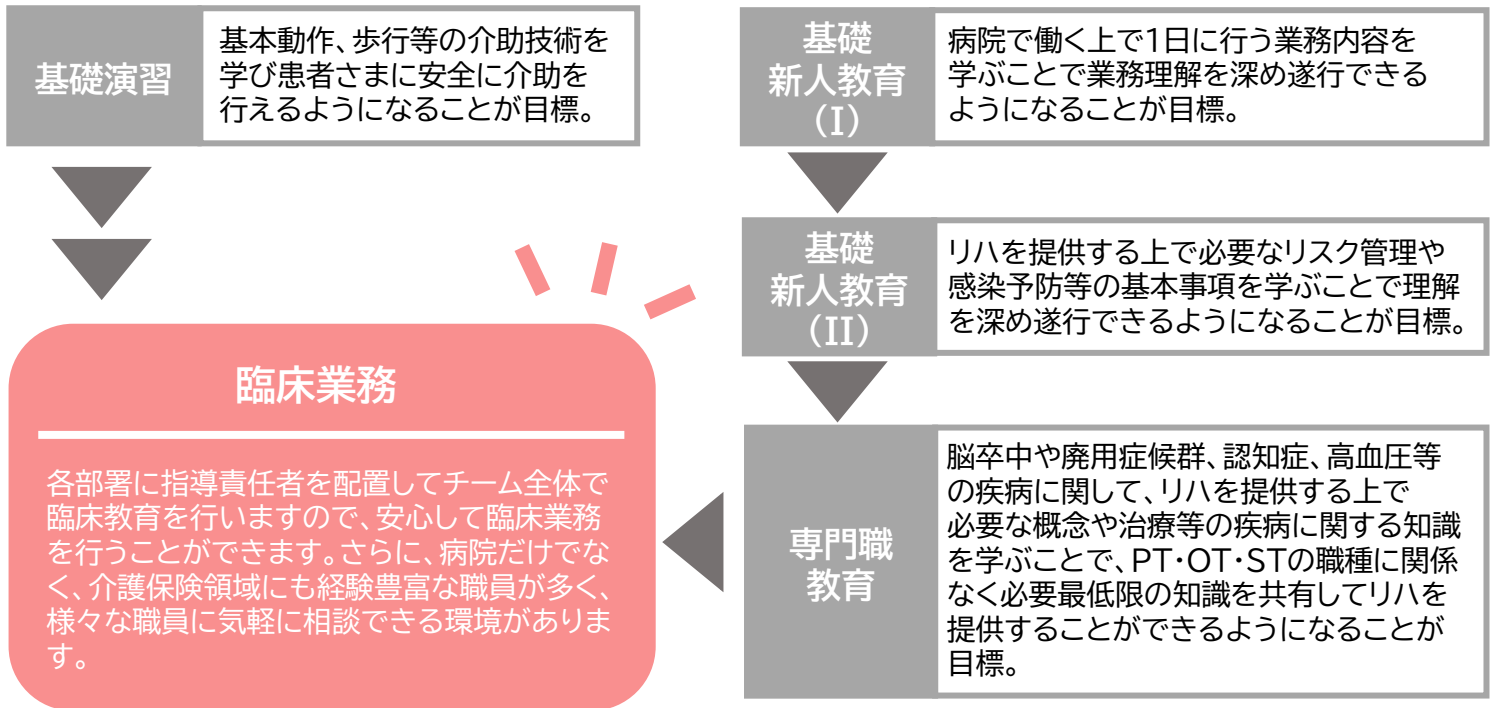 基礎演習
基本動作、歩行等の介助技術を
学び患者さまに安全に介助を
行えるようになることが目標。
基礎
新人教育
(I)
病院で働く上で1日に行う業務内容を
学ぶことで業務理解を深め遂行できる
ようになることが目標。
基礎
新人教育
(II)
リハを提供する上で必要なリスク管理や
感染予防等の基本事項を学ぶことで理解
を深め遂行できるようになることが目標。
専門職
教育
脳卒中や廃用症候群、認知症、高血圧等
の疾病に関して、リハを提供する上で
必要な概念や治療等の疾病に関する知識
を学ぶことで、PT・OT・STの職種に関係
なく必要最低限の知識を共有してリハを
提供することができるようになることが
目標。
臨床業務
各部署に指導責任者を配置してチーム全体で
臨床教育を行いますので、安心して臨床業務
を行うことができます。さらに、病院だけでな
く、介護保険領域にも経験豊富な職員が多く、
様々な職員に気軽に相談できる環境がありま
す。